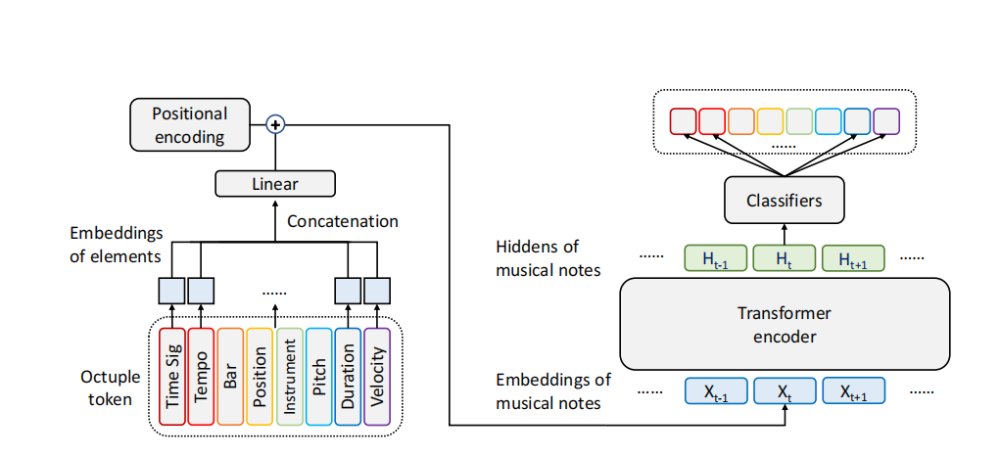 Positional
encoding
+
Linear
Concatenation
Embeddings
of elements
......
Octuple
token
Time Sig
Tempo
Bar
Position
Instrument
Pitch
Duration
Velocity
......
Classifiers
Hiddens of
musical notes
...... Ht-1 Ht Ht+1 ......
Transformer
encoder
Embeddings of
musical notes
...... Xt-1 Xt Xt+1 ......